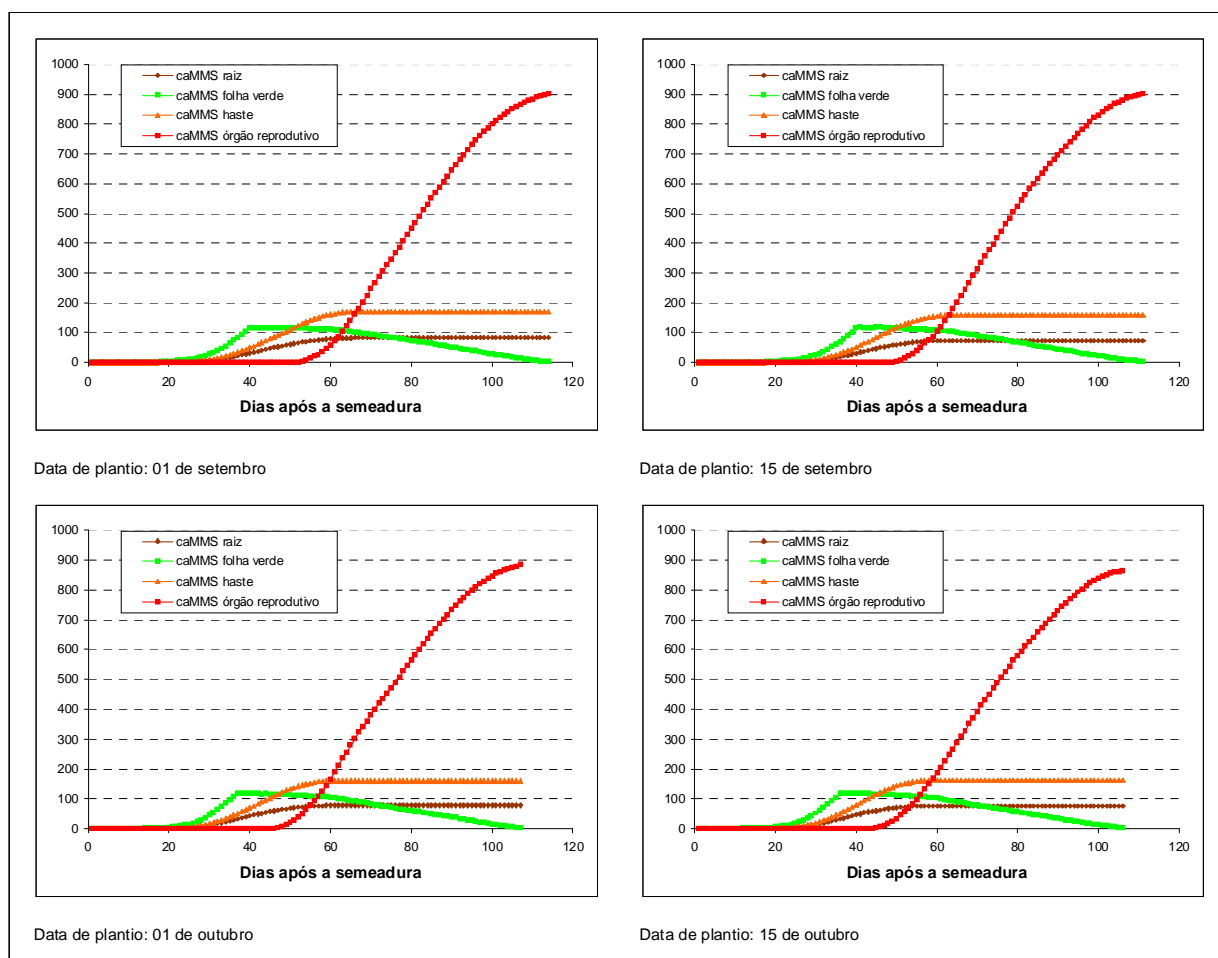 1000
900
800
700
600
500
400
300
200
100
0
caMMS raiz
caMMS folha verde
caMMS haste
caMMS órgão reprodutivo
0 20 40 60 80 100 120
Dias após a semeadura
Data de plantio: 01 de setembro
1000
900
800
700
600
500
400
300
200
100
0
caMMS raiz
caMMS folha verde
caMMS haste
caMMS órgão reprodutivo
0 20 40 60 80 100 120
Dias após a semeadura
Data de plantio: 15 de setembro
1000
900
800
700
600
500
400
300
200
100
0
caMMS raiz
caMMS folha verde
caMMS haste
caMMS órgão reprodutivo
0 20 40 60 80 100 120
Dias após a semeadura
Data de plantio: 01 de outubro
1000
900
800
700
600
500
400
300
200
100
0
caMMS raiz
caMMS folha verde
caMMS haste
caMMS órgão reprodutivo
0 20 40 60 80 100 120
Dias após a semeadura
Data de plantio: 15 de outubro